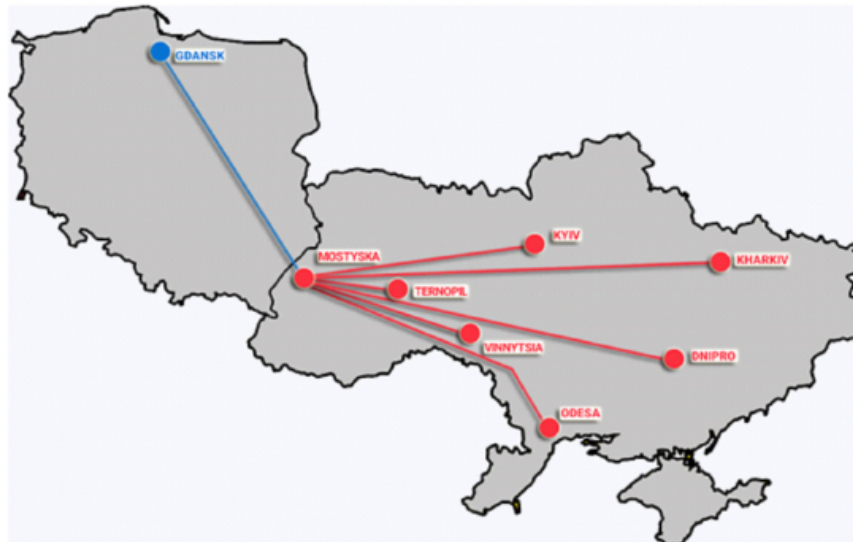 GDANSK
KYIV
MOSTYSKA
KHARKIV
TERNOPIL
VINNYTSIA
DNIPRO
ODESA